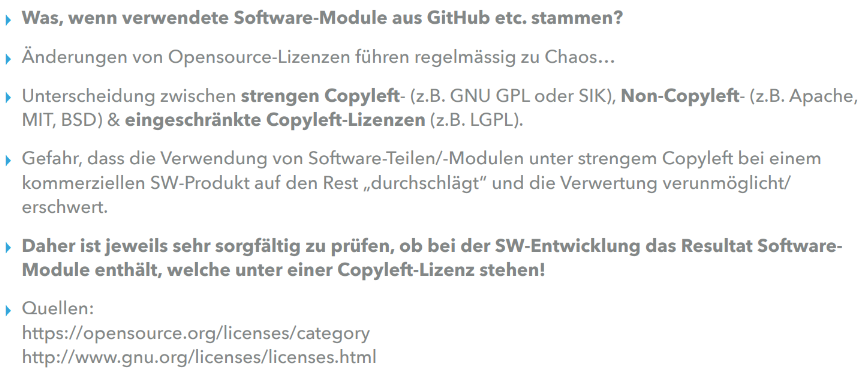 Was, wenn verwendete Software-Module aus GitHub etc. stammen?
Änderungen von Opensource-Lizenzen führen regelmässig zu Chaos…
Unterscheidung zwischen strengen Copyleft- (z.B. GNU GPL oder SIK), Non-Copyleft- (z.B. Apache,
MIT, BSD) & eingeschränkte Copyleft-Lizenzen (z.B. LGPL).
Gefahr, dass die Verwendung von Software-Teilen/-Modulen unter strengem Copyleft bei einem
kommerziellen SW-Produkt auf den Rest „durchschlägt“ und die Verwertung verunmöglicht/
erschwert.
Daher ist jeweils sehr sorgfältig zu prüfen, ob bei der SW-Entwicklung das Resultat Software-
Module enthält, welche unter einer Copyleft-Lizenz stehen!
Quellen:
https://opensource.org/licenses/category
http://www.gnu.org/licenses/licenses.html